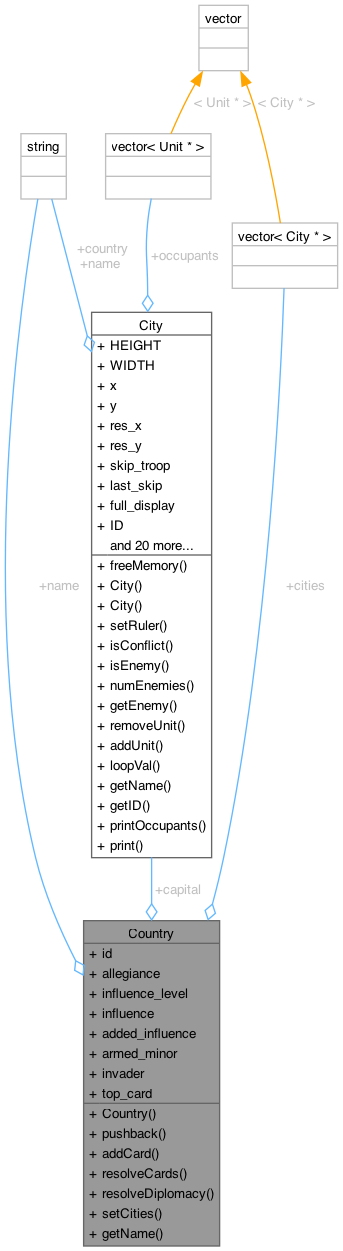 vector
< Unit * >
< City * >
string
vector< Unit * >
+country
+name
+occupants
vector< City * >
City
+ HEIGHT
+ WIDTH
+ x
+ y
+ res_x
+ res_y
+ skip_troop
+ last_skip
+ full_display
+ ID
and 20 more...
+ freeMemory()
+ City()
+ City()
+ setRuler()
+ isConflict()
+ isEnemy()
+ numEnemies()
+ getEnemy()
+ removeUnit()
+ addUnit()
+ loopVal()
+ getName()
+ getID()
+ printOccupants()
+ print()
+name
+cities
+capital
Country
+ id
+ allegiance
+ influence_level
+ influence
+ added_influence
+ armed_minor
+ invader
+ top_card
+ Country()
+ pushback()
+ addCard()
+ resolveCards()
+ resolveDiplomacy()
+ setCities()
+ getName()